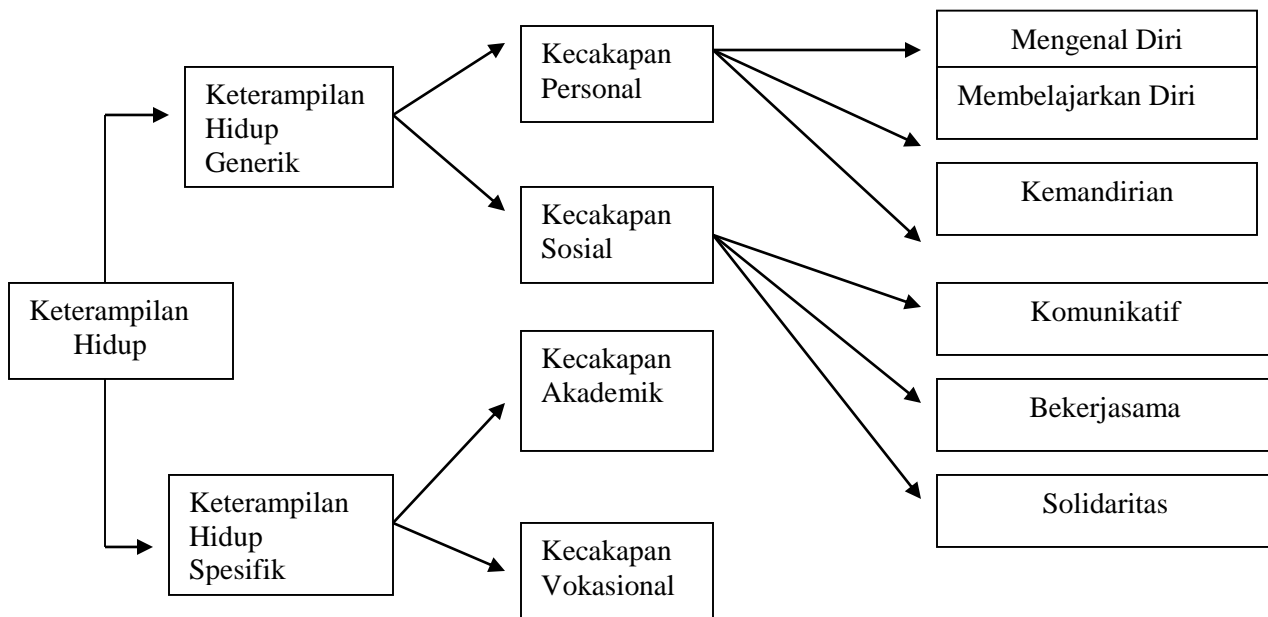 Keterampilan
Hidup
Keterampilan
Hidup
Generik
Keterampilan
Hidup
Spesifik
Kecakapan
Personal
Kecakapan
Sosial
Kecakapan
Akademik
Kecakapan
Vokasional
Mengenal Diri
Membelajarkan Diri
Kemandirian
Komunikatif
Bekerjasama
Solidaritas